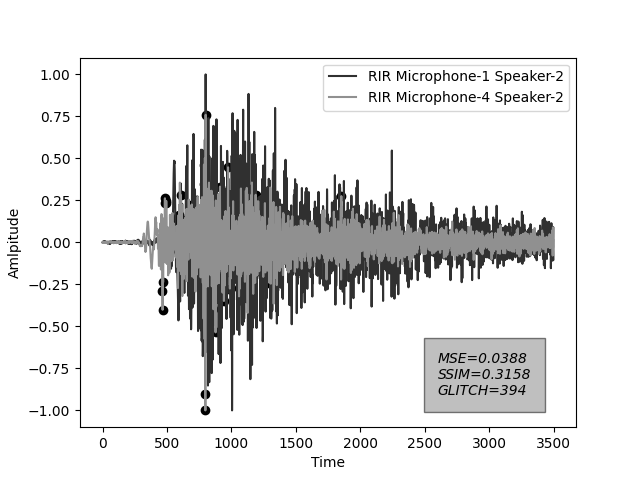 RIR Microphone-1 Speaker-2
RIR Microphone-4 Speaker-2
1.00
0.75
0.50
0.25
0.00
−0.25
−0.50
−0.75
−1.00
Amlpitude
MSE=0.0388
SSIM=0.3158
GLITCH=394
0 500 1000 1500 2000 2500 3000 3500
Time